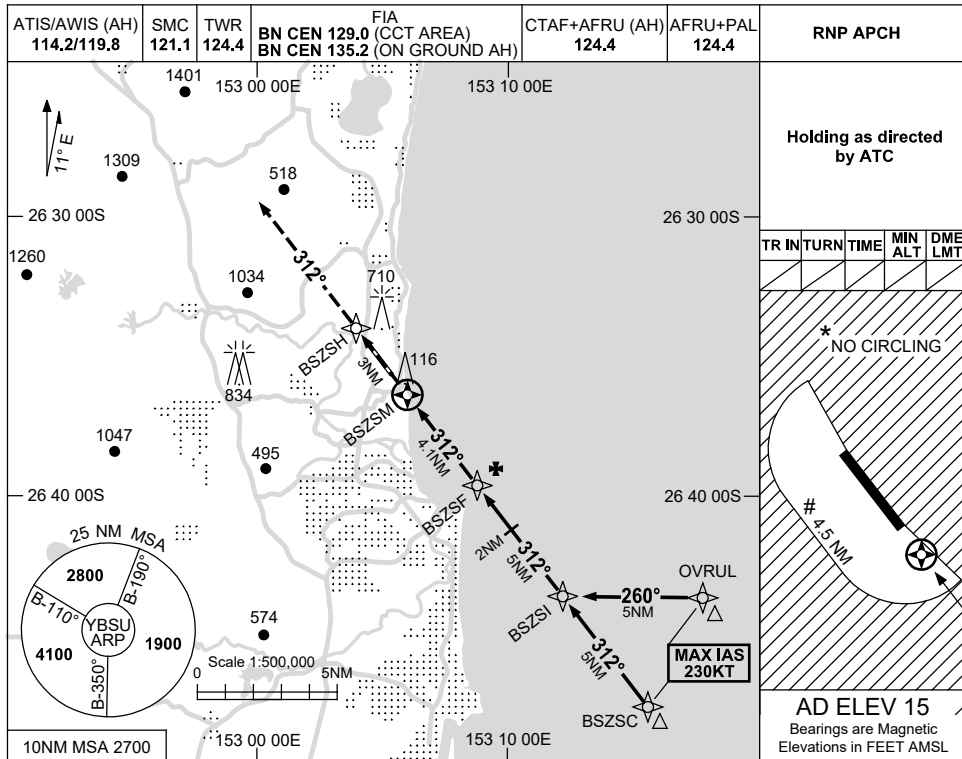 ATIS/AWIS (AH)
114.2/119.8
SMC
121.1
TWR
124.4
FIA
BN CEN 129.0 (CCT AREA)
BN CEN 135.2 (ON GROUND AH)
CTAF+AFRU (AH)
124.4
AFRU+PAL
124.4
RNP APCH
1401
153 00 00E
153 10 00E
11° E
1309
518
26 30 00S
26 30 00S
1260
312°
1034
710
BSZSH
3NM
116
834
BSZSM
312°
4.1NM
1047
495
BSZSF
26 40 00S
26 40 00S
2NM
312°
5NM
OVRUL
260°
5NM
BSZSI
312°
5NM
MAX IAS
230KT
BSZSC
25 NM MSA
2800
B-190°
B-110°
YBSU
ARP
4100
1900
B-350°
574
Scale 1:500,000
0 5NM
10NM MSA 2700
153 00 00E
153 10 00E
Holding as directed
by ATC
TR IN TURN TIME MIN ALT DME LMT
* NO CIRCLING
# 4.5 NM
AD ELEV 15
Bearings are Magnetic
Elevations in FEET AMSL